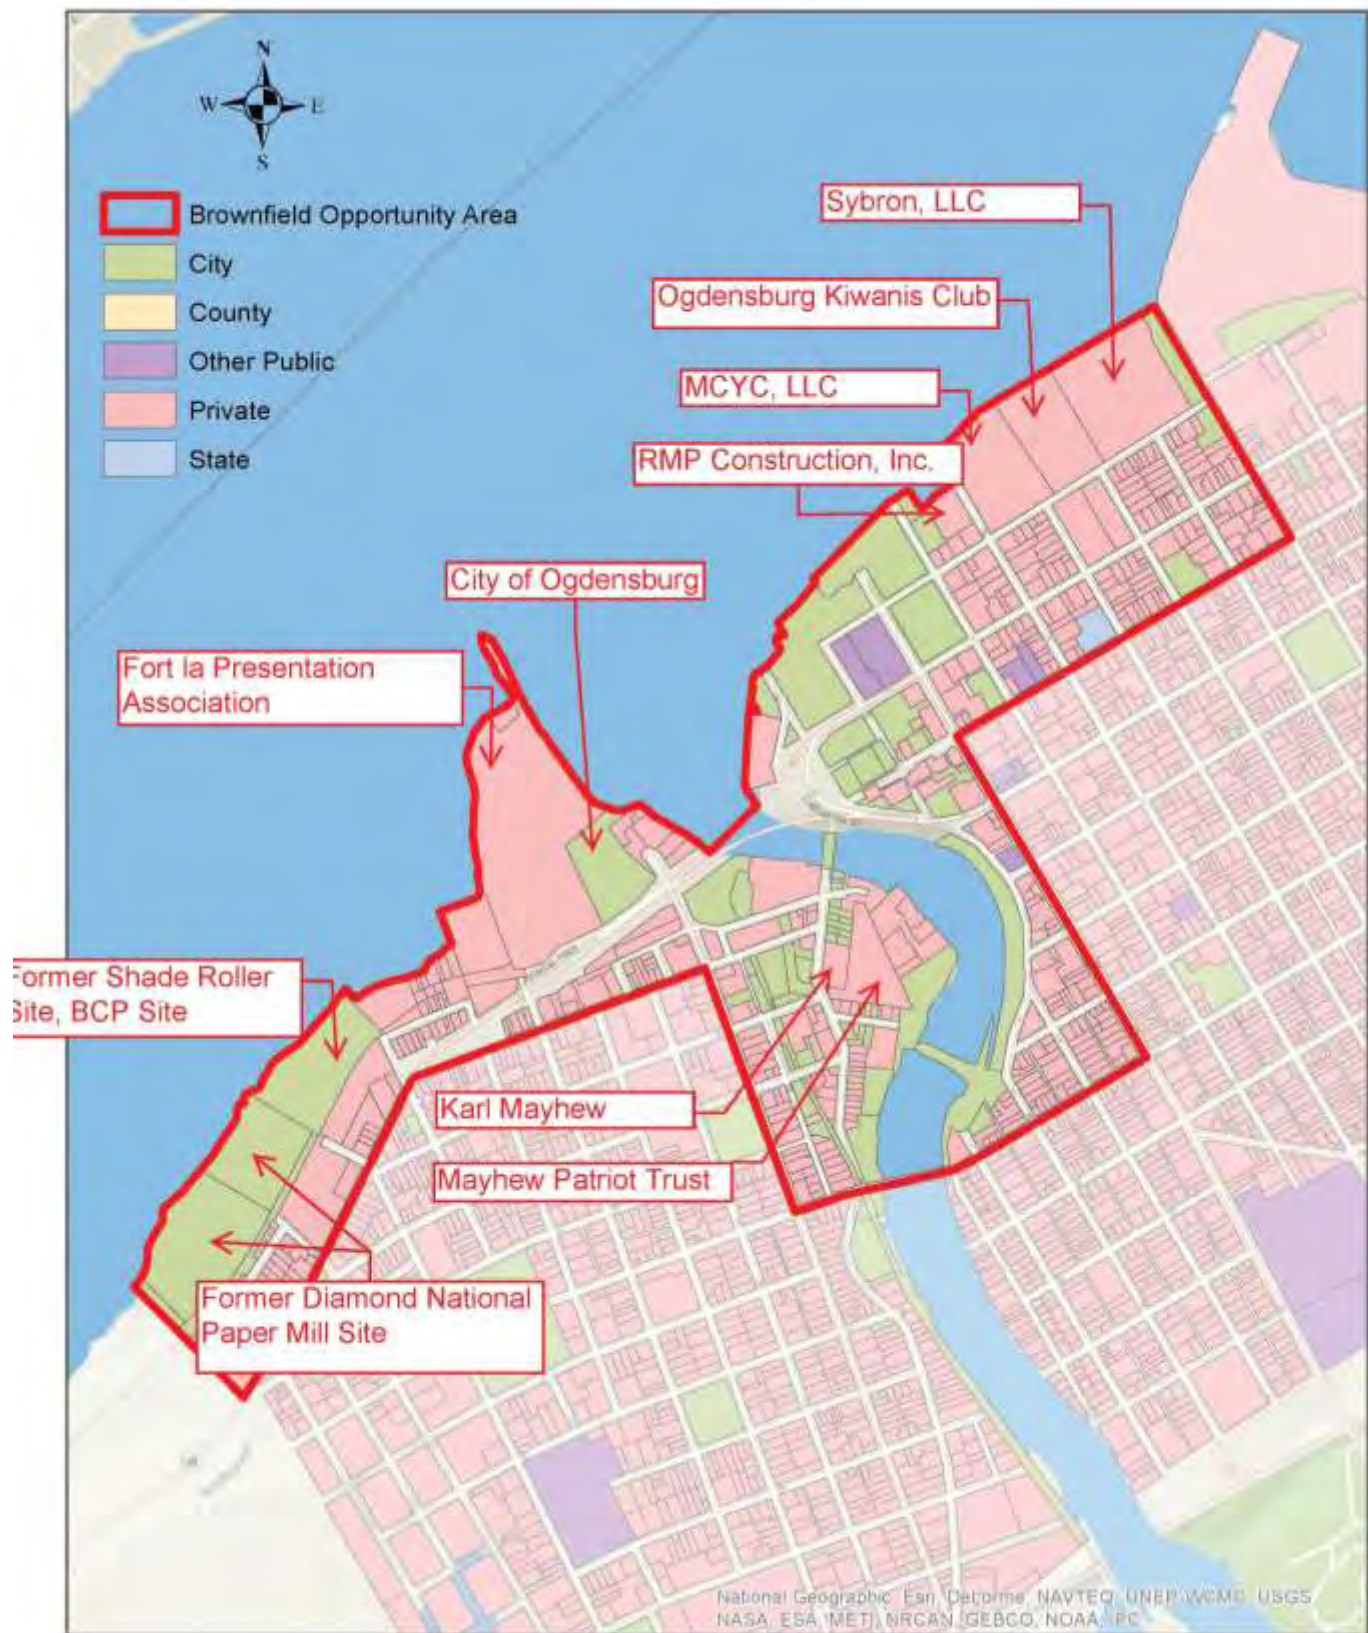 N
W E
S
Brownfield Opportunity Area
City
County
Other Public
Private
State
Sybron, LLC
Ogdensburg Kiwanis Club
MCYC, LLC
RMP Construction, Inc.
City of Ogdensburg
Fort la Presentation
Association
Former Shade Roller
Site, BCP Site
Karl Mayhew
Mayhew Patriot Trust
Former Diamond National
Paper Mill Site
National Geographic, Esri, DeLorme, NAVTEQ, UNEP-WCMC, USGS,
NASA, ESA, METI, NRCAN, GEBCO, NOAA, iPC